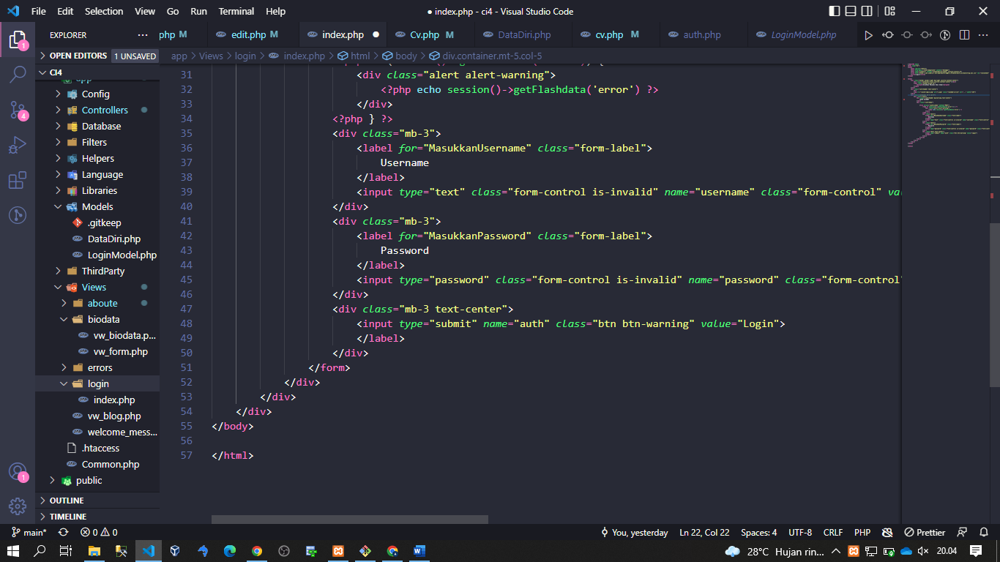 File Edit Selection View Go Run Terminal Help
● index.php - ci4 - Visual Studio Code
EXPLORER ···
php M edit.php M index.php ● Cv.php M DataDiri.php cv.php M auth.php LoginModel.php
OPEN EDITORS 1 UNSAVED
app > Views > login > index.php > html > body > div.container.mt-5.col-5
CI4
app
Config
Controllers
Database
Filters
Helpers
Language
Libraries
Models
.gitkeep
DataDiri.php
LoginModel.php
ThirdParty
Views
aboute
biodata
vw_biodata.p...
vw_form.php
errors
login
index.php
vw_blog.php
welcome_mess...
.htaccess
Common.php
public
OUTLINE
TIMELINE
31 <div class="alert alert-warning">
32 <?php echo session()->getFlashdata('error') ?>
33 </div>
34 <?php } ?>
35 <div class="mb-3">
36 <label for="MasukkanUsername" class="form-label">
37 Username
38 </label>
39 <input type="text" class="form-control is-invalid" name="username" class="form-control" va
40 </div>
41 <div class="mb-3">
42 <label for="MasukkanPassword" class="form-label">
43 Password
44 </label>
45 <input type="password" class="form-control is-invalid" name="password" class="form-control"
46 </div>
47 <div class="mb-3 text-center">
48 <input type="submit" name="auth" class="btn btn-warning" value="Login">
49 </label>
50 </div>
51 </form>
52 </div>
53 </div>
54 </div>
55 </body>
56
57 </html>
1
4
1
main* 0 0 You, yesterday Ln 22, Col 22 Spaces: 4 UTF-8 CRLF PHP Prettier
28°C Hujan rin... 20.04